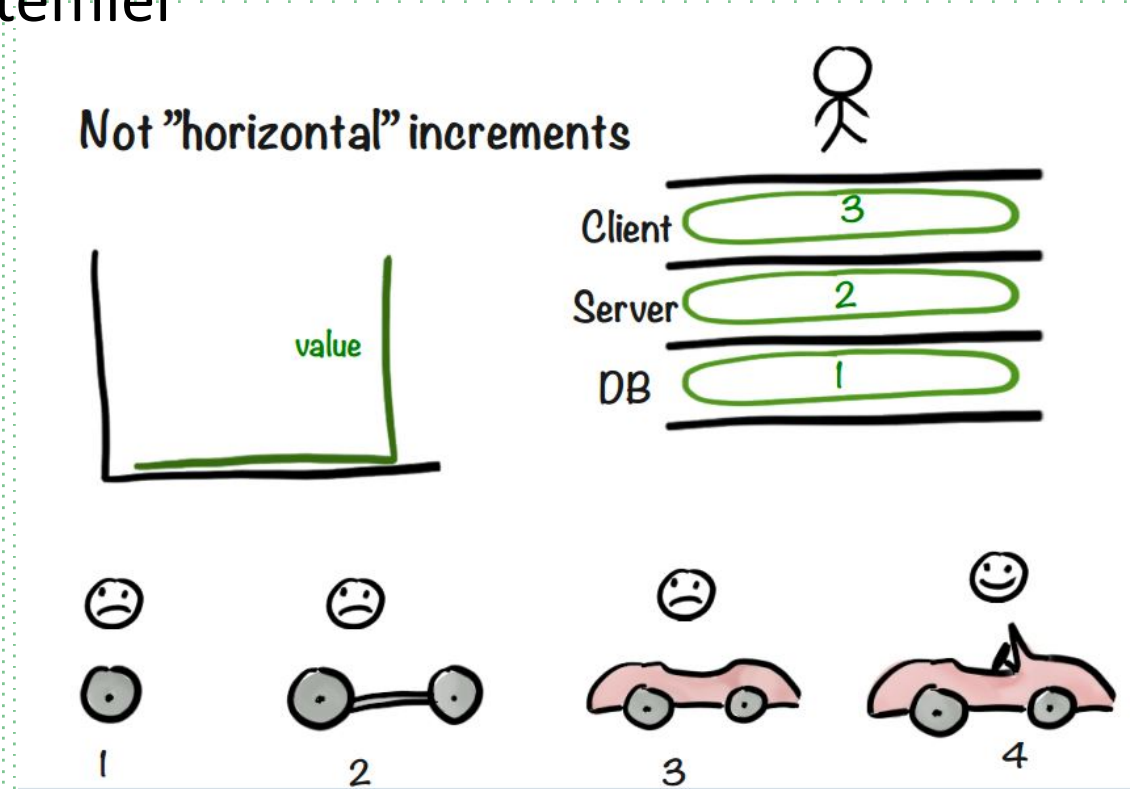 Not ”horizontal” increments
value
Client 3
Server 2
DB 1
1 2 3 4